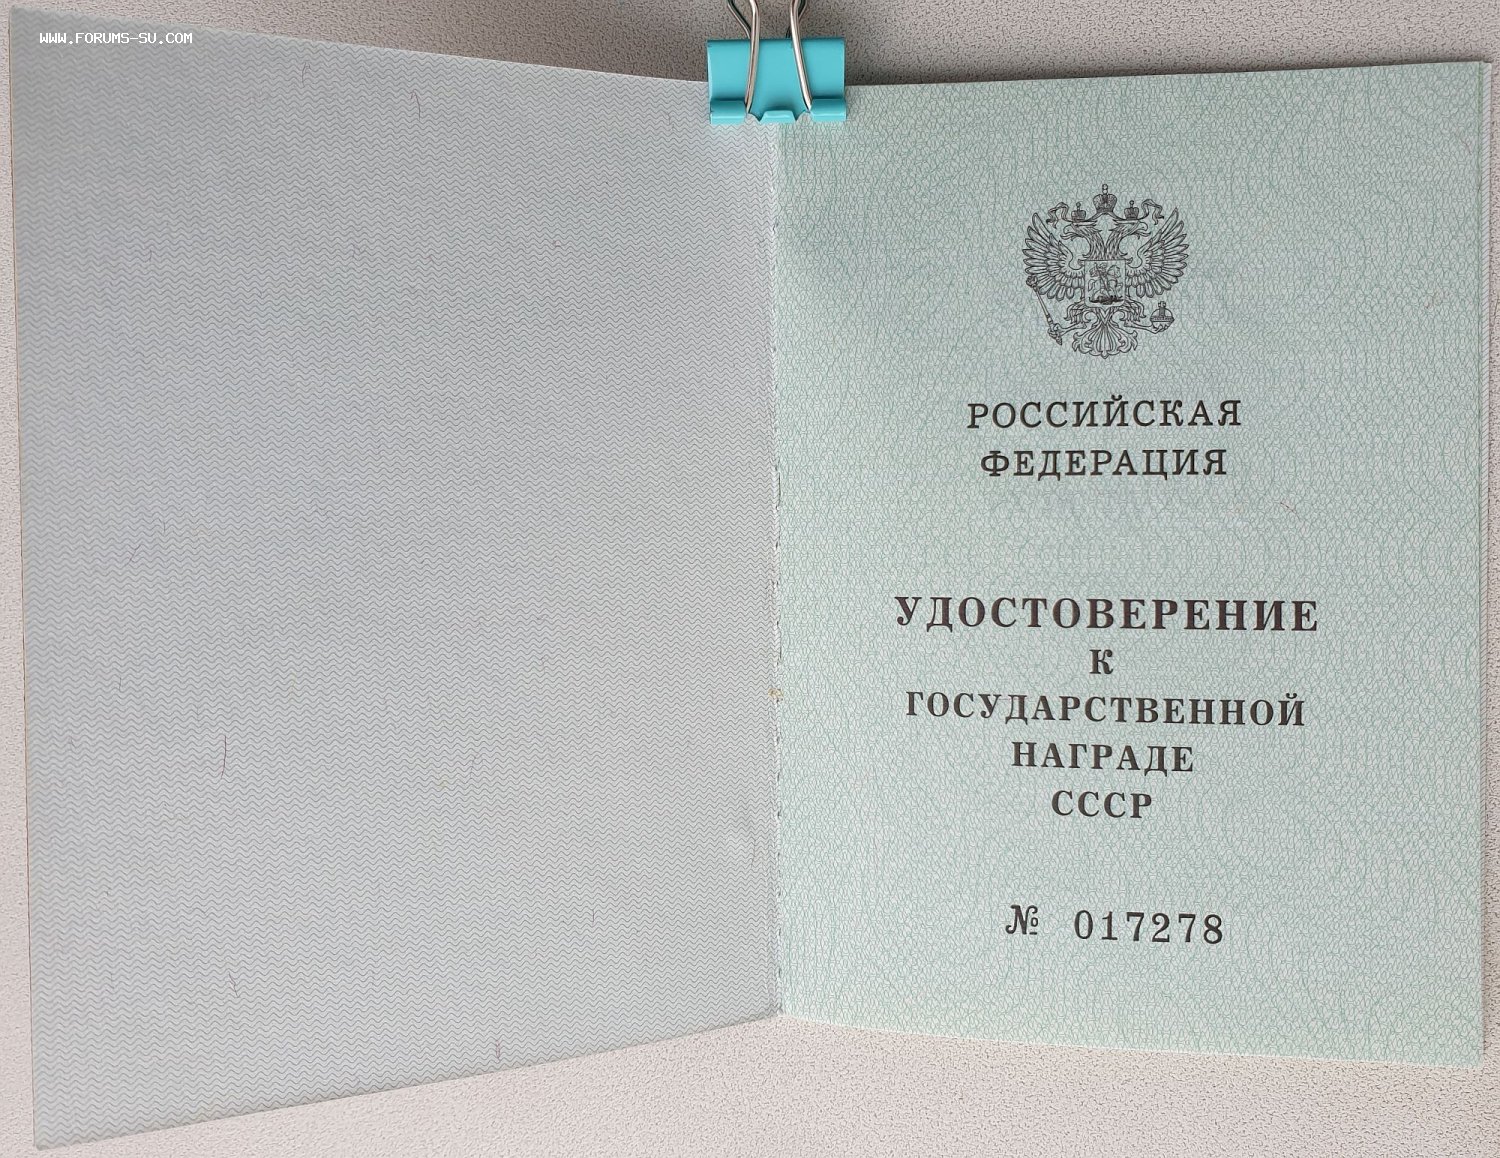 WWW.FORUMS-SU.COM
РОССИЙСКАЯ
ФЕДЕРАЦИЯ
УДОСТОВЕРЕНИЕ
К
ГОСУДАРСТВЕННОЙ
НАГРАДЕ
СССР
№ 017278